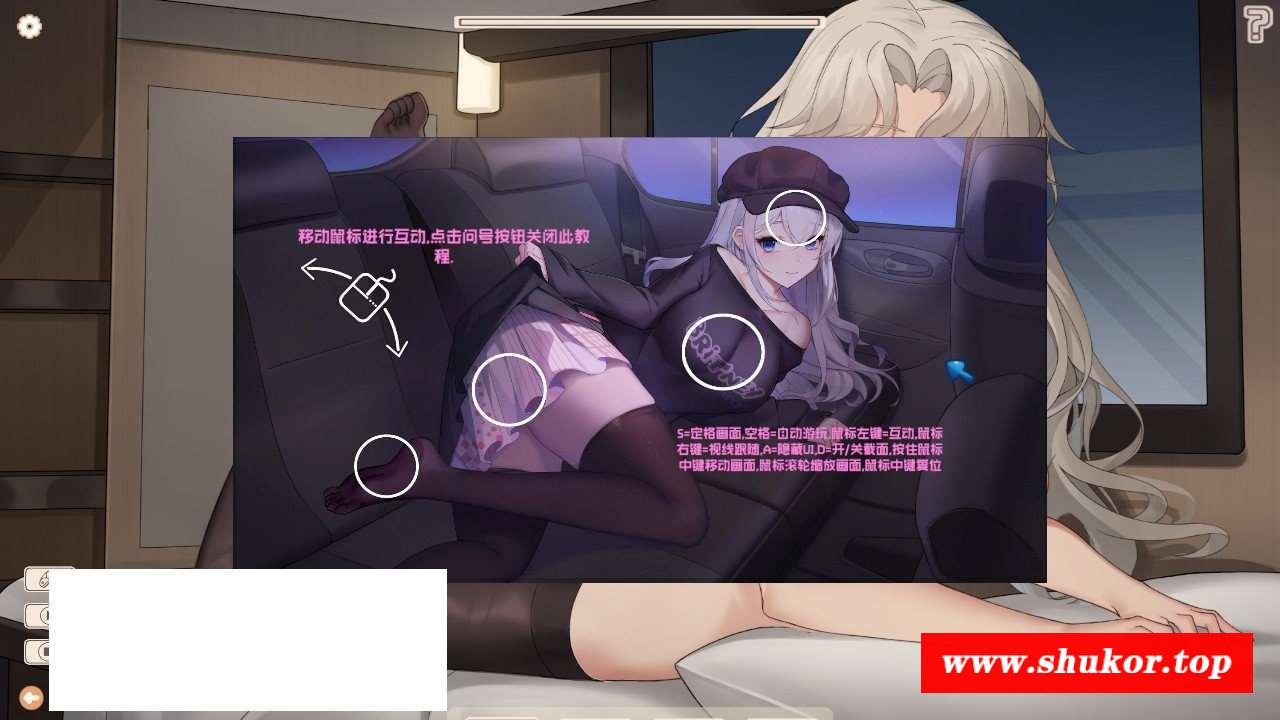 移动鼠标进行互动,点击问号按钮关闭此教
程.
S=定格画面,空格=自动游玩,鼠标左键=互动,鼠标
右键=视线跟随,A=隐藏UI,D=开/关截面,按住鼠标
中键移动画面,鼠标滚轮缩放画面,鼠标中键复位
www.shukor.top